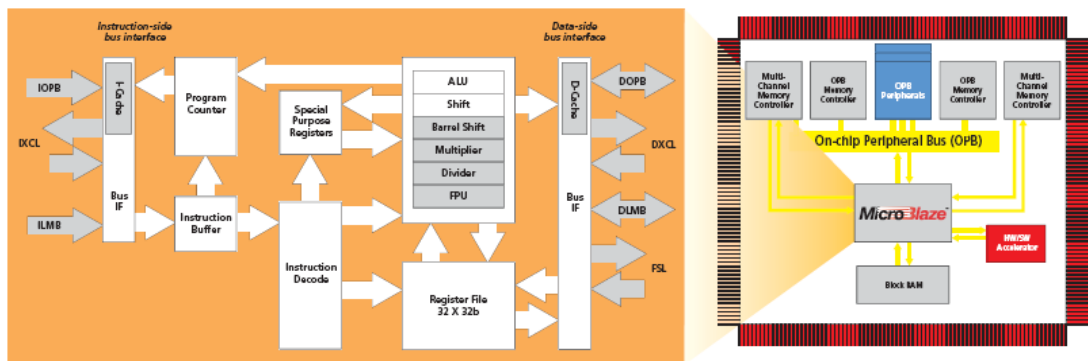 Instruction-side
bus interface
Data-side
bus interface
I-Cache
Bus
IF
IOPB
IXCL
ILMB
Program
Counter
Special
Purpose
Registers
Instruction
Buffer
Instruction
Decode
ALU
Shift
Barrel Shift
Multiplier
Divider
FPU
Register File
32 X 32b
D-Cache
Bus
IF
DOPB
DXCL
DLMB
FSL
Multi-
Channel
Memory
Controller
OPB
Memory
Controller
OPB
Peripherals
OPB
Memory
Controller
Multi-
Channel
Memory
Controller
On-chip Peripheral Bus (OPB)
MicroBlaze™
HW/SW
Accelerator
Block RAM